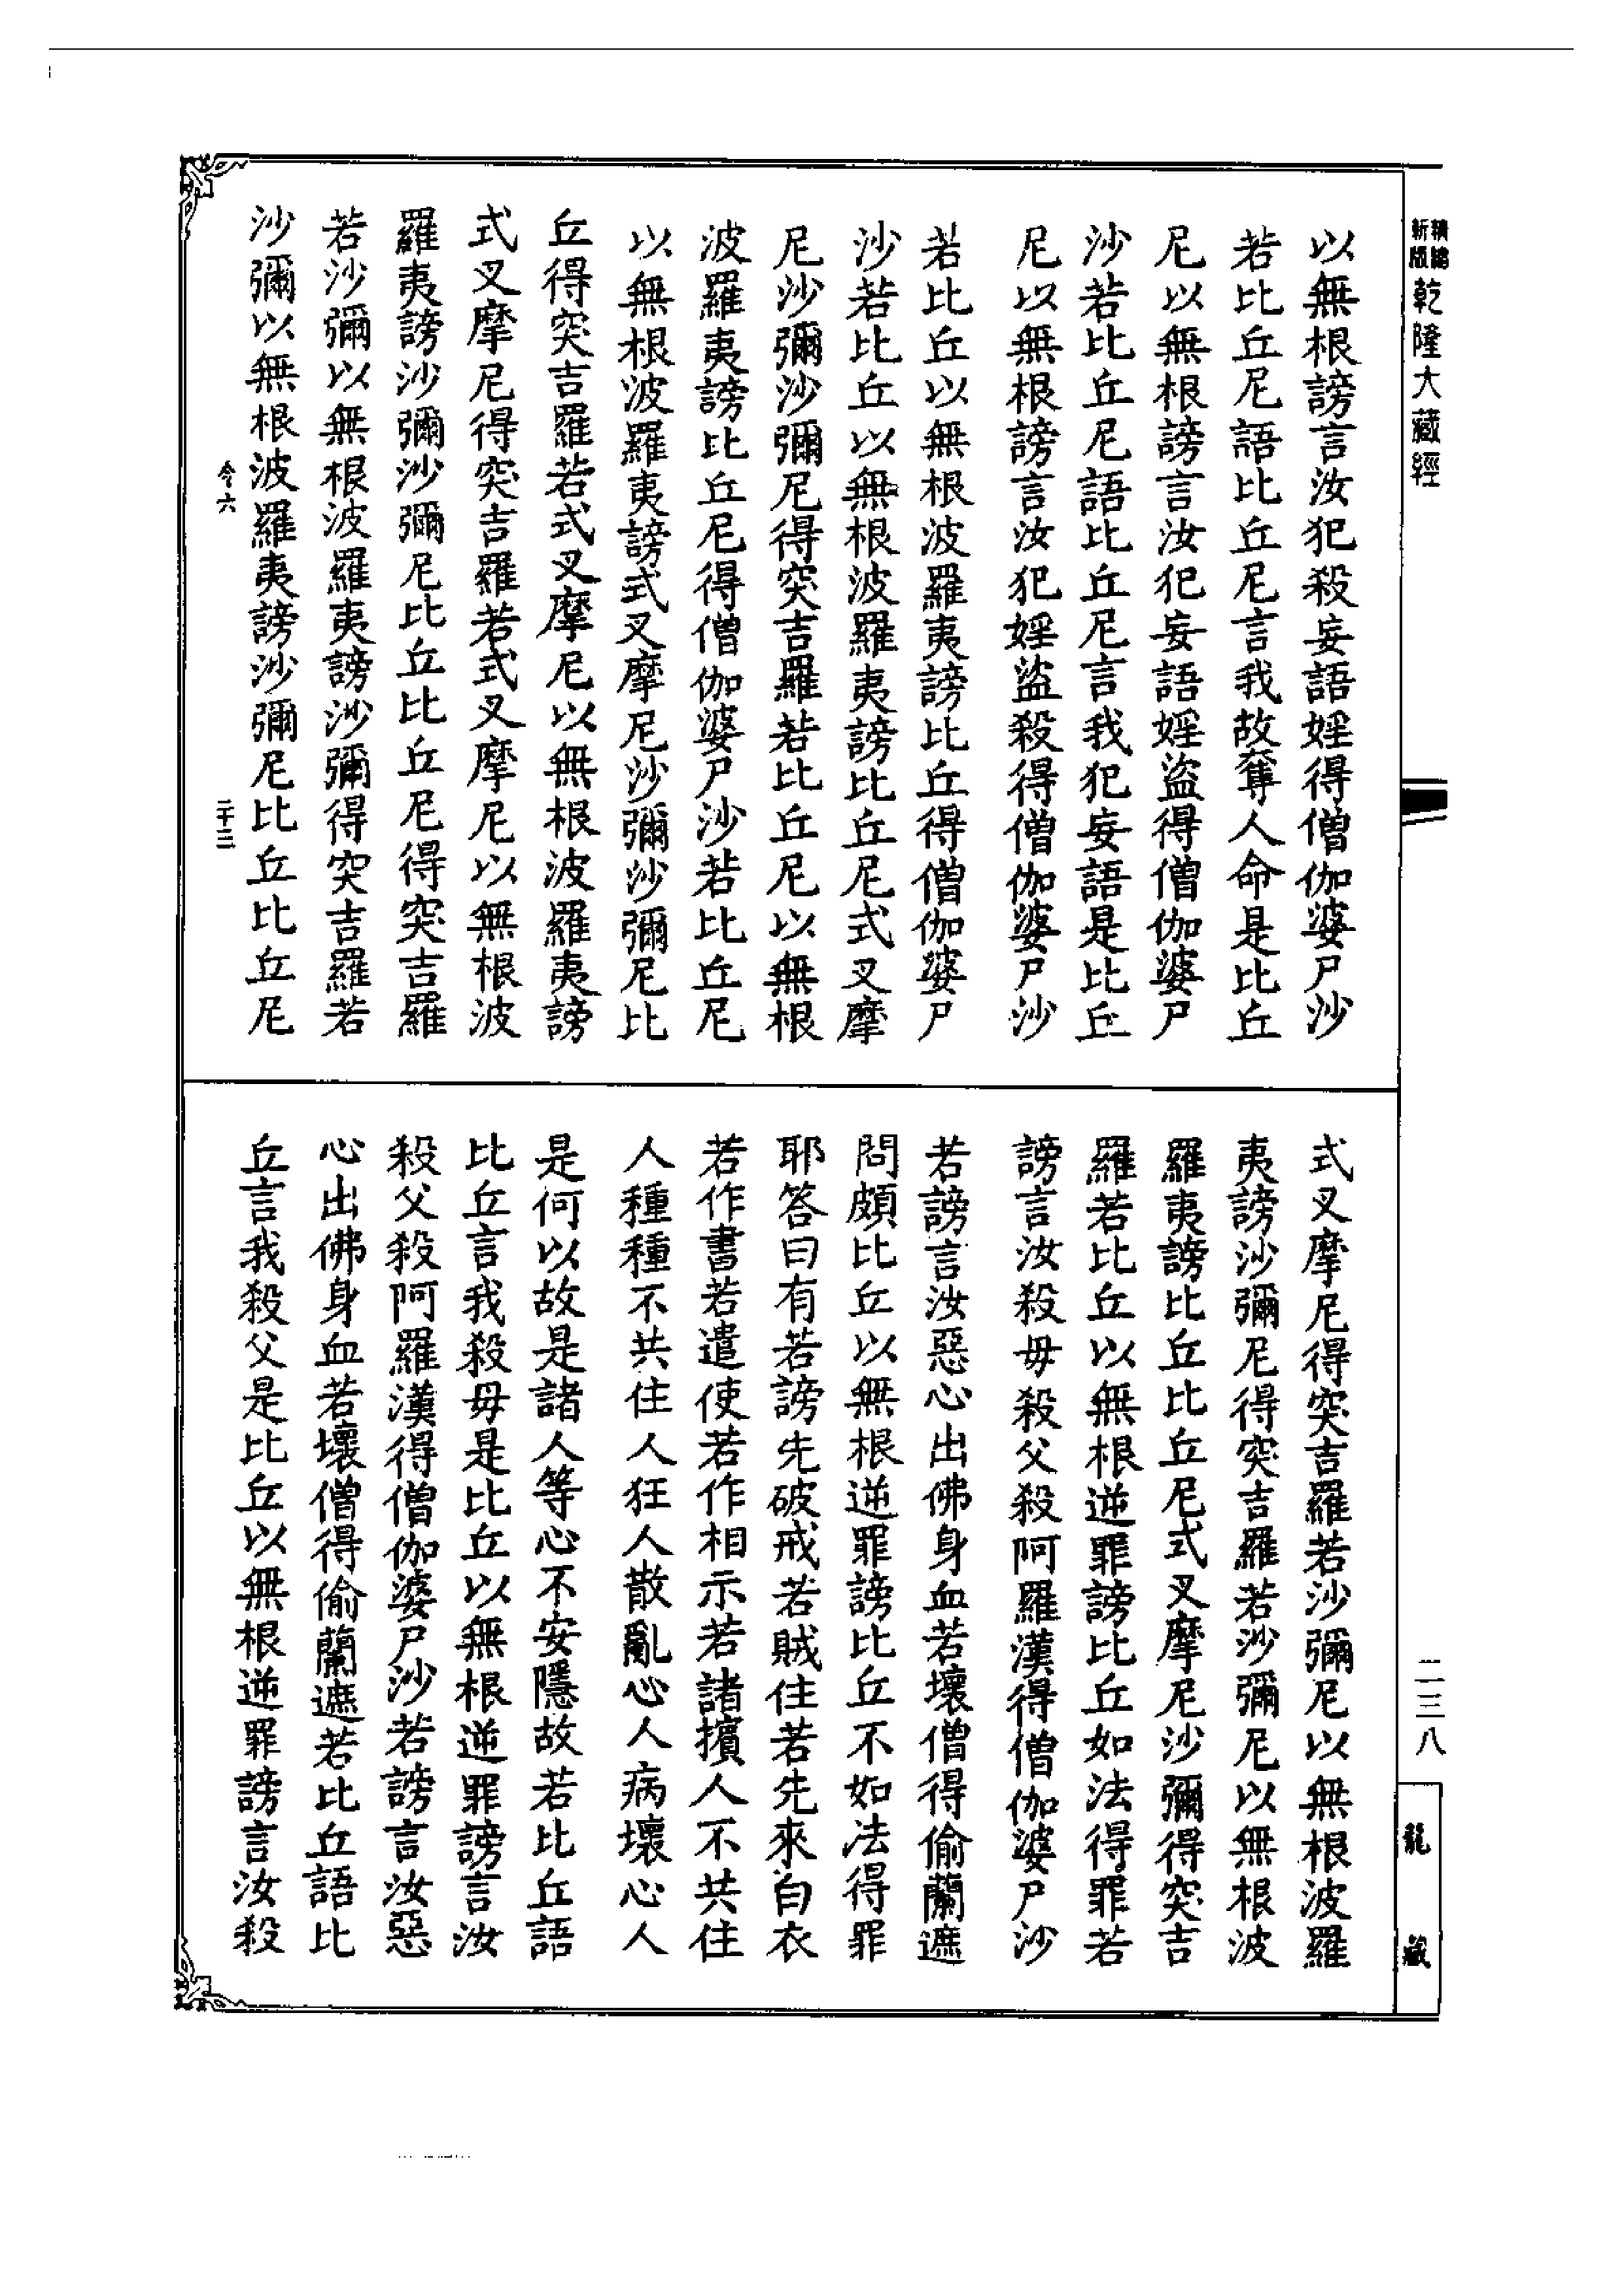 精編新版乾隆大藏經
以無根謗言汝犯殺妄語婬得僧伽婆尸沙
若比丘尼語比丘尼言我故奪人命是比丘
尼以無根謗言汝犯妄語婬盜得僧伽婆尸
沙若比丘尼語比丘尼言我犯妄語是比丘
尼以無根謗言汝犯婬盜殺得僧伽婆尸沙
若比丘以無根波羅夷謗比丘得僧伽婆尸
沙若比丘以無根波羅夷謗比丘尼式叉摩
尼沙彌沙彌尼得突吉羅若比丘尼以無根
波羅夷謗比丘尼得僧伽婆尸沙若比丘尼
以無根波羅夷謗式叉摩尼沙彌沙彌尼比
丘得突吉羅若式叉摩尼以無根波羅夷謗
式叉摩尼得突吉羅若式叉摩尼以無根波
羅夷謗沙彌沙彌尼比丘比丘尼得突吉羅
若沙彌以無根波羅夷謗沙彌得突吉羅若
沙彌以無根波羅夷謗沙彌尼比丘比丘尼
令六
二十三
式叉摩尼得突吉羅若沙彌尼以無根波羅
夷謗沙彌尼得突吉羅若沙彌尼以無根波
羅夷謗比丘比丘尼式叉摩尼沙彌得突吉
羅若比丘以無根逆罪謗比丘如法得罪若
謗言汝殺母殺父殺阿羅漢得僧伽婆尸沙
若謗言汝惡心出佛身血若壞僧得偷蘭遮
問頗比丘以無根逆罪謗比丘不如法得罪
耶答曰有若謗先破戒若賊住若先來白衣
若作書若遣使若作相示若諸擯人不共住
人種種不共住人狂人散亂心人病壞心人
是何以故是諸人等心不安隱故若比丘語
比丘言我殺母是比丘以無根逆罪謗言汝
殺父殺阿羅漢得僧伽婆尸沙若謗言汝惡
心出佛身血若壞僧得偷蘭遮若比丘語比
丘言我殺父是比丘以無根逆罪謗言汝殺
二三八
龍藏